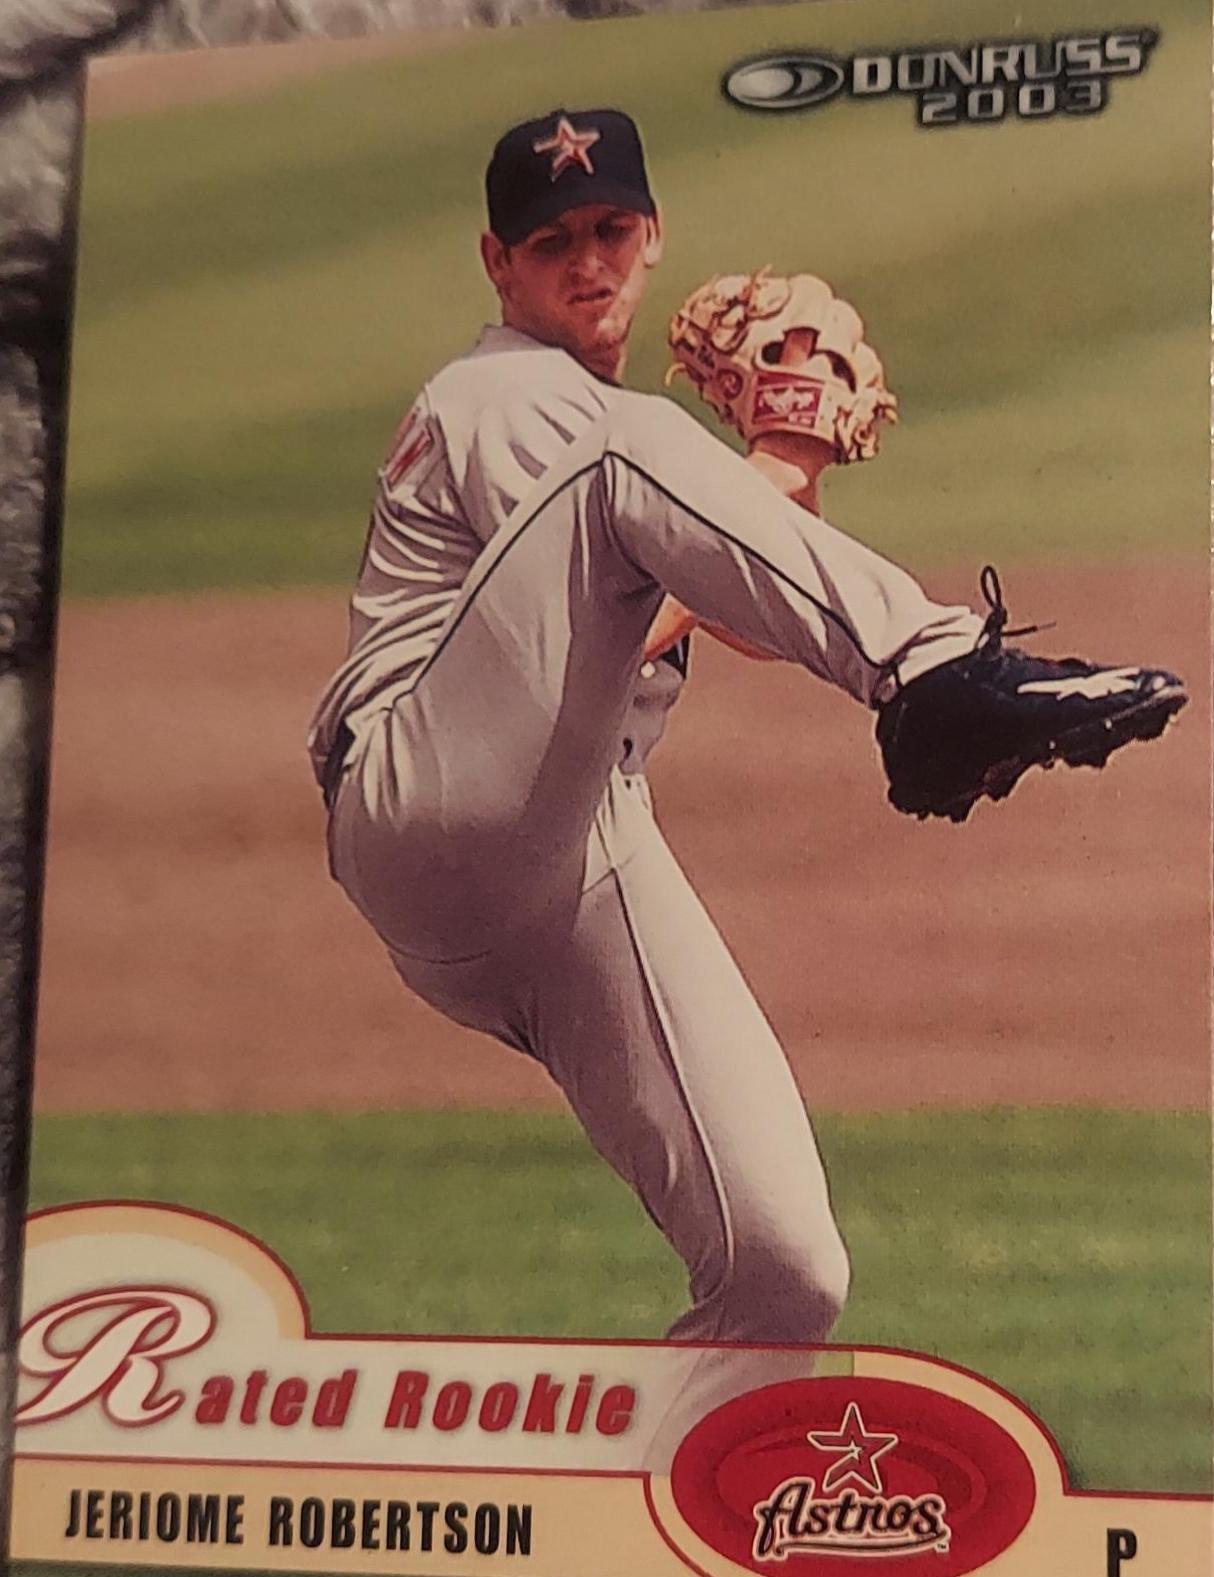 DONRUSS
2003
Rated Rookie
JERIOME ROBERTSON
Astros
P